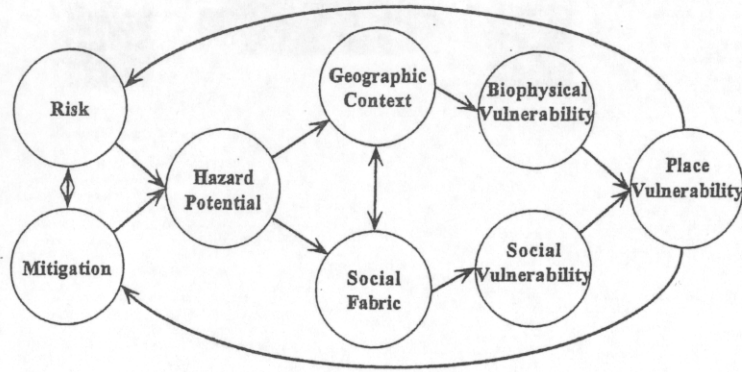 Risk
Mitigation
Hazard
Potential
Geographic
Context
Social
Fabric
Biophysical
Vulnerability
Social
Vulnerability
Place
Vulnerability